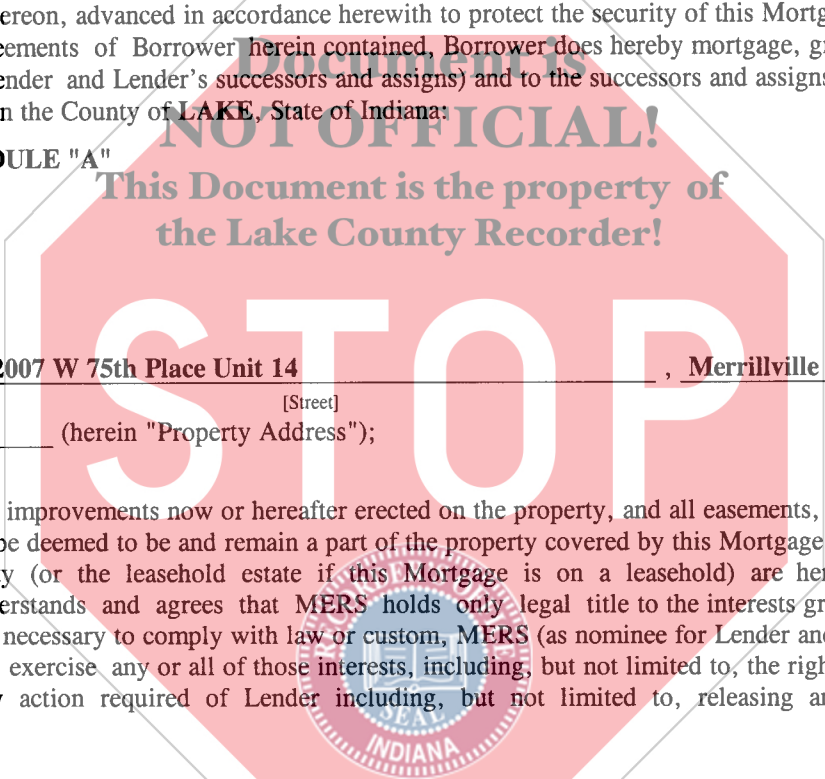 ereon, advanced in accordance herewith to protect the security of this Mortg
eements of Borrower herein contained, Borrower does hereby mortgage, g
Document is
ender and Lender's successors and assigns) and to the successors and assigns
n the County of LAKE, State of Indiana:
NOT OFFICIAL!
DULE "A"
This Document is the property of
the Lake County Recorder!
STOP
2007 W 75th Place Unit 14 , Merrillville
[Street]
(herein "Property Address");
improvements now or hereafter erected on the property, and all easements,
be deemed to be and remain a part of the property covered by this Mortgage
y (or the leasehold estate if this Mortgage is on a leasehold) are her
erstands and agrees that MERS holds only legal title to the interests gr
necessary to comply with law or custom, MERS (as nominee for Lender and
exercise any or all of those interests, including, but not limited to, the righ
y action required of Lender including, but not limited to, releasing a
SEAL
INDIANA